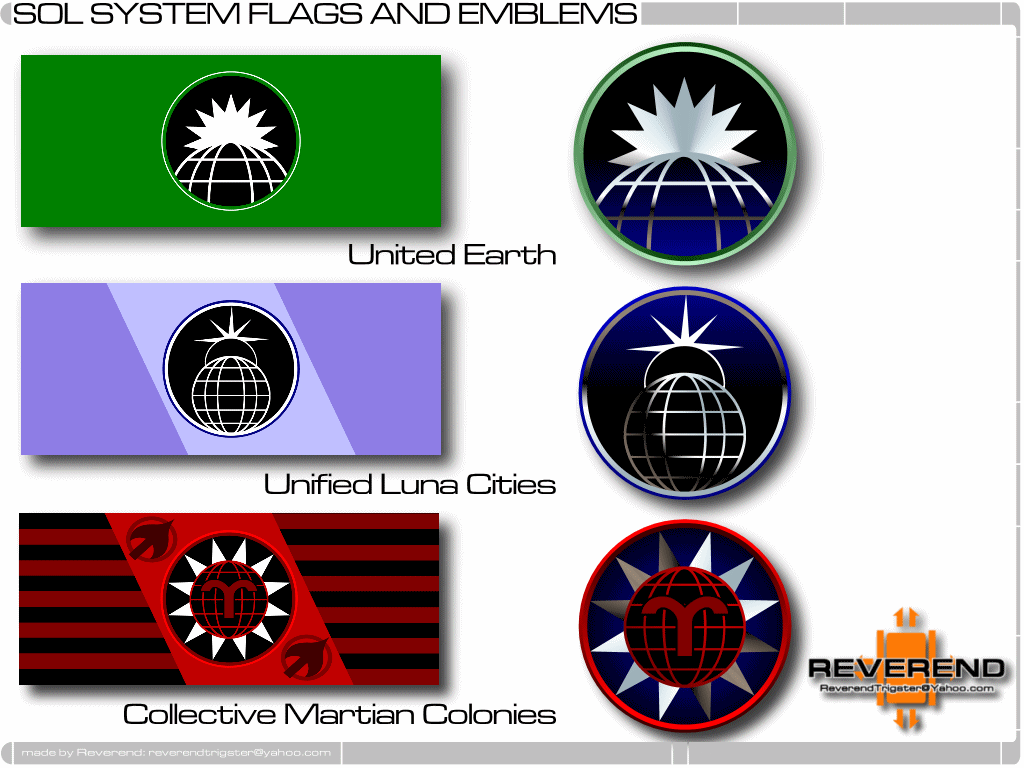 SOL SYSTEM FLAGS AND EMBLEMS
United Earth
Unified Luna Cities
Collective Martian Colonies
REVEREND
ReverendTrigster@Yahoo.com
made by Reverend: reverendtrigster@yahoo.com